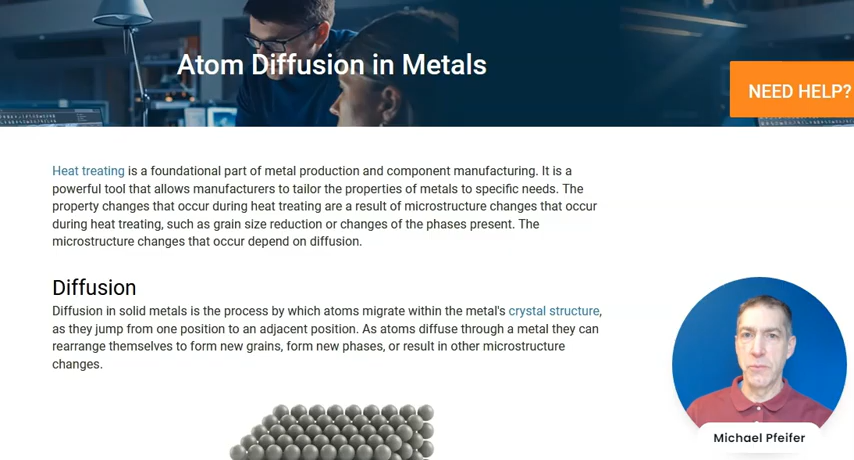 Atom Diffusion in Metals
NEED HELP?
Heat treating is a foundational part of metal production and component manufacturing. It is a
powerful tool that allows manufacturers to tailor the properties of metals to specific needs. The
property changes that occur during heat treating are a result of microstructure changes that occur
during heat treating, such as grain size reduction or changes of the phases present. The
microstructure changes that occur depend on diffusion.
Diffusion
Diffusion in solid metals is the process by which atoms migrate within the metal's crystal structure,
as they jump from one position to an adjacent position. As atoms diffuse through a metal they can
rearrange themselves to form new grains, form new phases, or result in other microstructure
changes.
Michael Pfeifer